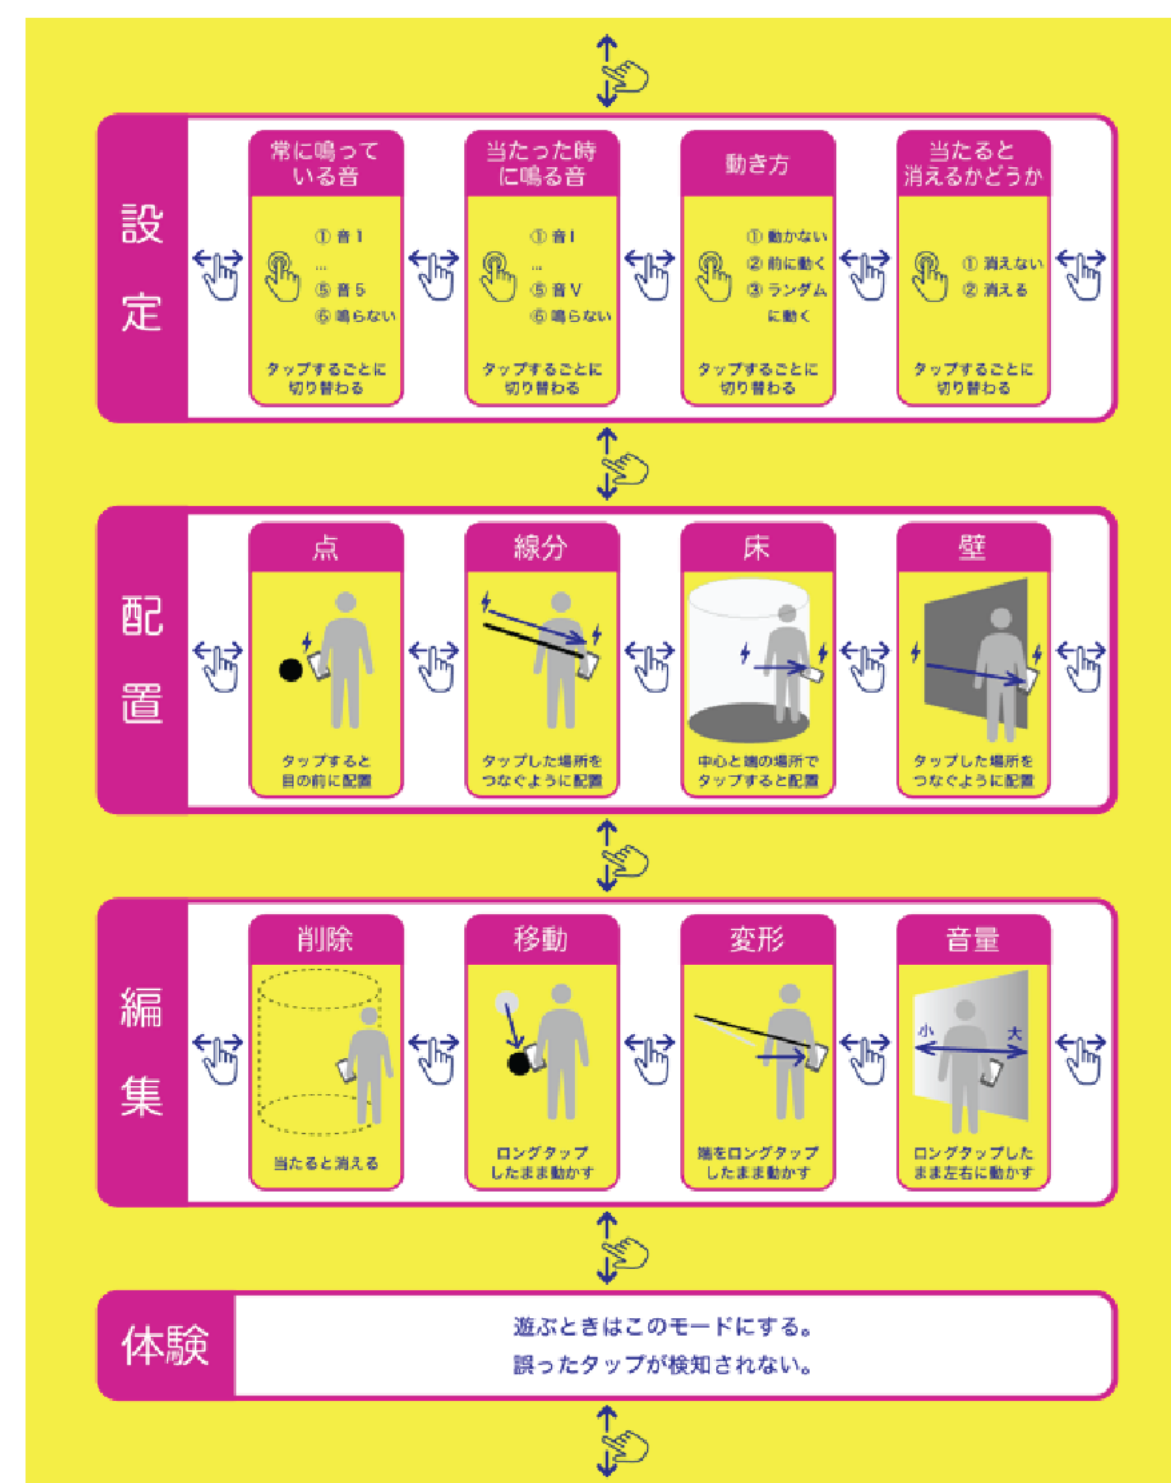 設定
常に鳴って
いる音
① 音1
...
⑤ 音5
⑥ 鳴らない
タップするごとに
切り替わる
当たった時
に鳴る音
① 音I
...
⑤ 音V
⑥ 鳴らない
タップするごとに
切り替わる
動き方
① 動かない
② 前に動く
③ ランダム
に動く
タップするごとに
切り替わる
当たると
消えるかどうか
① 消えない
② 消える
タップするごとに
切り替わる
配置
点
タップすると
目の前に配置
線分
タップした場所を
つなぐように配置
床
中心と端の場所で
タップすると配置
壁
タップした場所を
つなぐように配置
編集
削除
当たると消える
移動
ロングタップ
したまま動かす
変形
端をロングタップ
したまま動かす
音量
小
大
ロングタップした
まま左右に動かす
体験
遊ぶときはこのモードにする。
誤ったタップが検知されない。